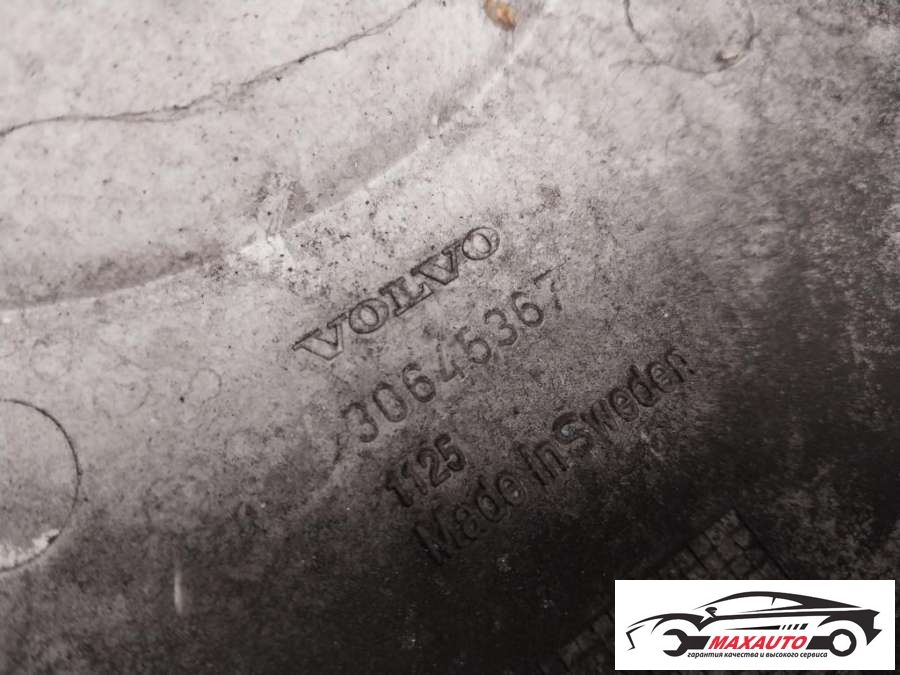 VOLVO
30645367
1125
Made in Sweden
MAXAUTO
гарантия качества и высокого сервиса